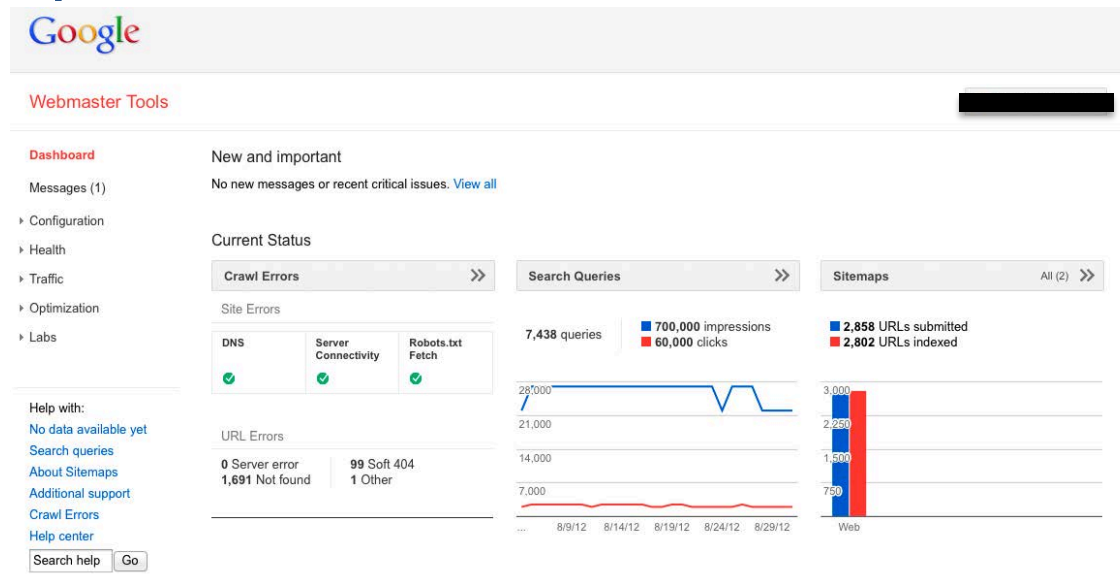 Google
Webmaster Tools
Dashboard
Messages (1)
Configuration
Health
Traffic
Optimization
Labs
Help with:
No data available yet
Search queries
About Sitemaps
Additional support
Crawl Errors
Help center
Search help Go
New and important
No new messages or recent critical issues. View all
Current Status
Crawl Errors
Site Errors
DNS
Server
Connectivity
Robots.txt
Fetch
URL Errors
0 Server error
1,691 Not found
99 Soft 404
1 Other
Search Queries
7,438 queries
700,000 impressions
60,000 clicks
28,000
21,000
14,000
7,000
... 8/9/12 8/14/12 8/19/12 8/24/12 8/29/12
Sitemaps All (2)
2,858 URLs submitted
2,802 URLs indexed
3,000
2,250
1,500
750
Web